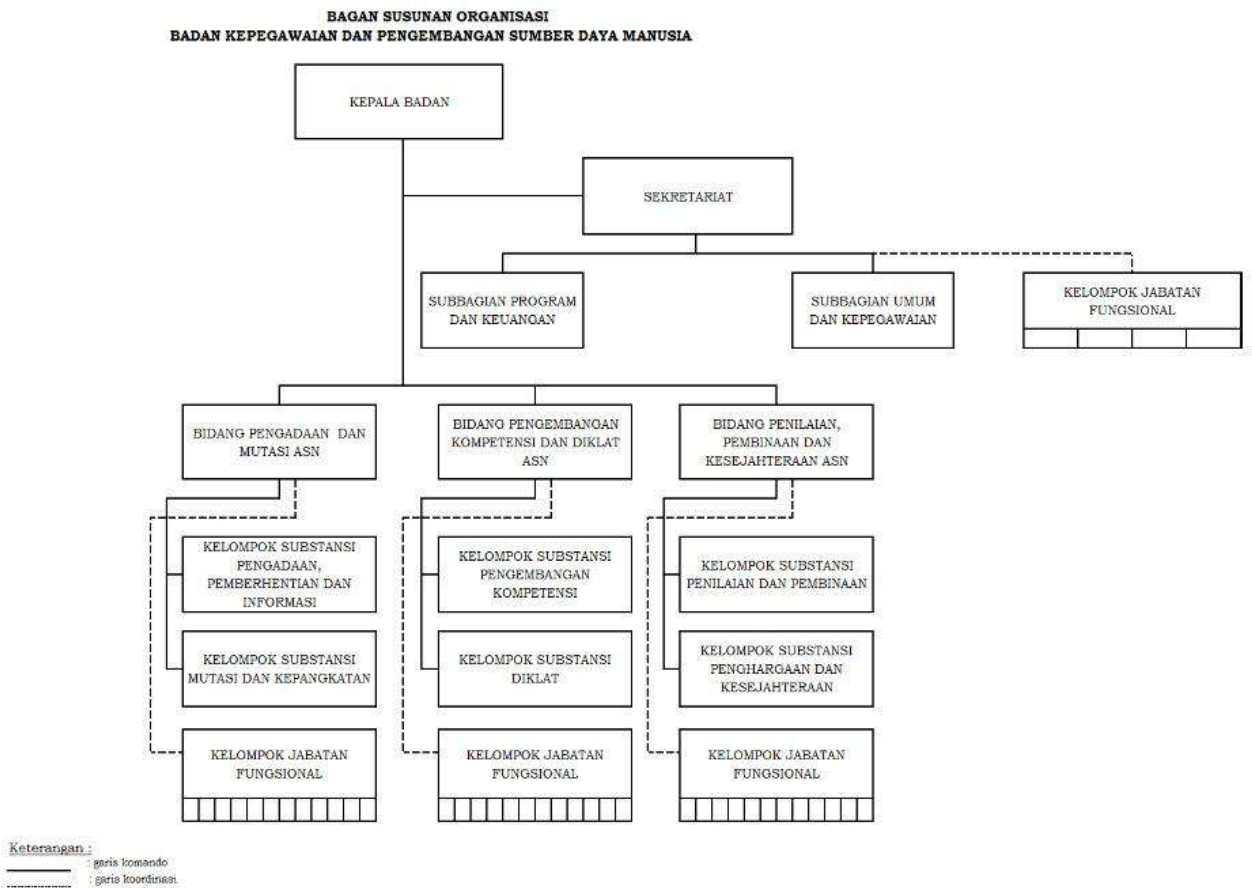 BAGAN SUSUNAN ORGANISASI
BADAN KEPEGAWAIAN DAN PENGEMBANGAN SUMBER DAYA MANUSIA
KEPALA BADAN
SEKRETARIAT
SUBBAGIAN PROGRAM
DAN KEUANGAN
SUBBAGIAN UMUM
DAN KEPEGAWAIAN
KELOMPOK JABATAN
FUNGSIONAL
BIDANG PENGADAAN DAN
MUTASI ASN
BIDANG PENGEMBANGAN
KOMPETENSI DAN DIKLAT
ASN
BIDANG PENILAIAN,
PEMBINAAN DAN
KESEJAHTERAAN ASN
KELOMPOK SUBSTANSI
PENGADAAN,
PEMBERHENTIAN DAN
INFORMASI
KELOMPOK SUBSTANSI
PENGEMBANGAN
KOMPETENSI
KELOMPOK SUBSTANSI
PENILAIAN DAN PEMBINAAN
KELOMPOK SUBSTANSI
MUTASI DAN KEPANGKATAN
KELOMPOK SUBSTANSI
DIKLAT
KELOMPOK SUBSTANSI
PENGHARGAAN DAN
KESEJAHTERAAN
KELOMPOK JABATAN
FUNGSIONAL
KELOMPOK JABATAN
FUNGSIONAL
KELOMPOK JABATAN
FUNGSIONAL
Keterangan :
: garis komando
: garis koordinasi